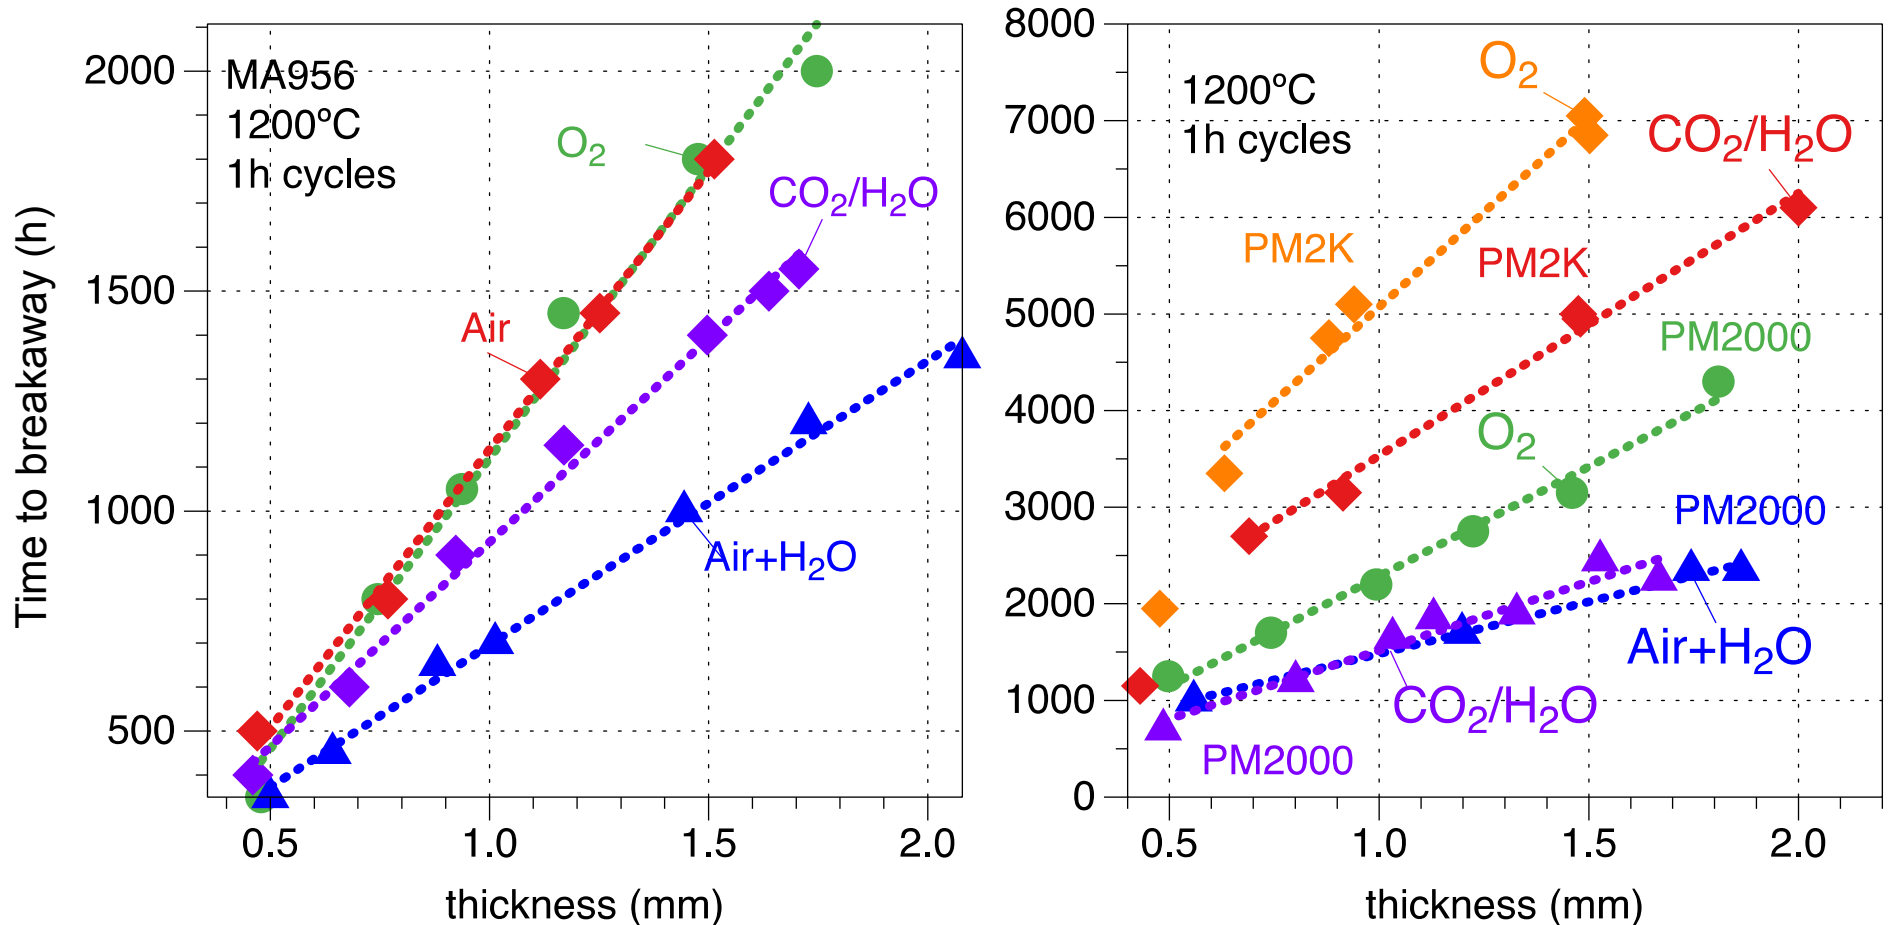 MA956
1200ºC
1h cycles
O2
CO2/H2O
Air
Air+H2O
Time to breakaway (h)
2000
1500
1000
500
0.5 1.0 1.5 2.0
thickness (mm)
8000
7000
6000
5000
4000
3000
2000
1000
0
1200ºC
1h cycles
O2
CO2/H2O
PM2K
PM2K
PM2000
O2
PM2000
Air+H2O
CO2/H2O
PM2000
0.5 1.0 1.5 2.0
thickness (mm)